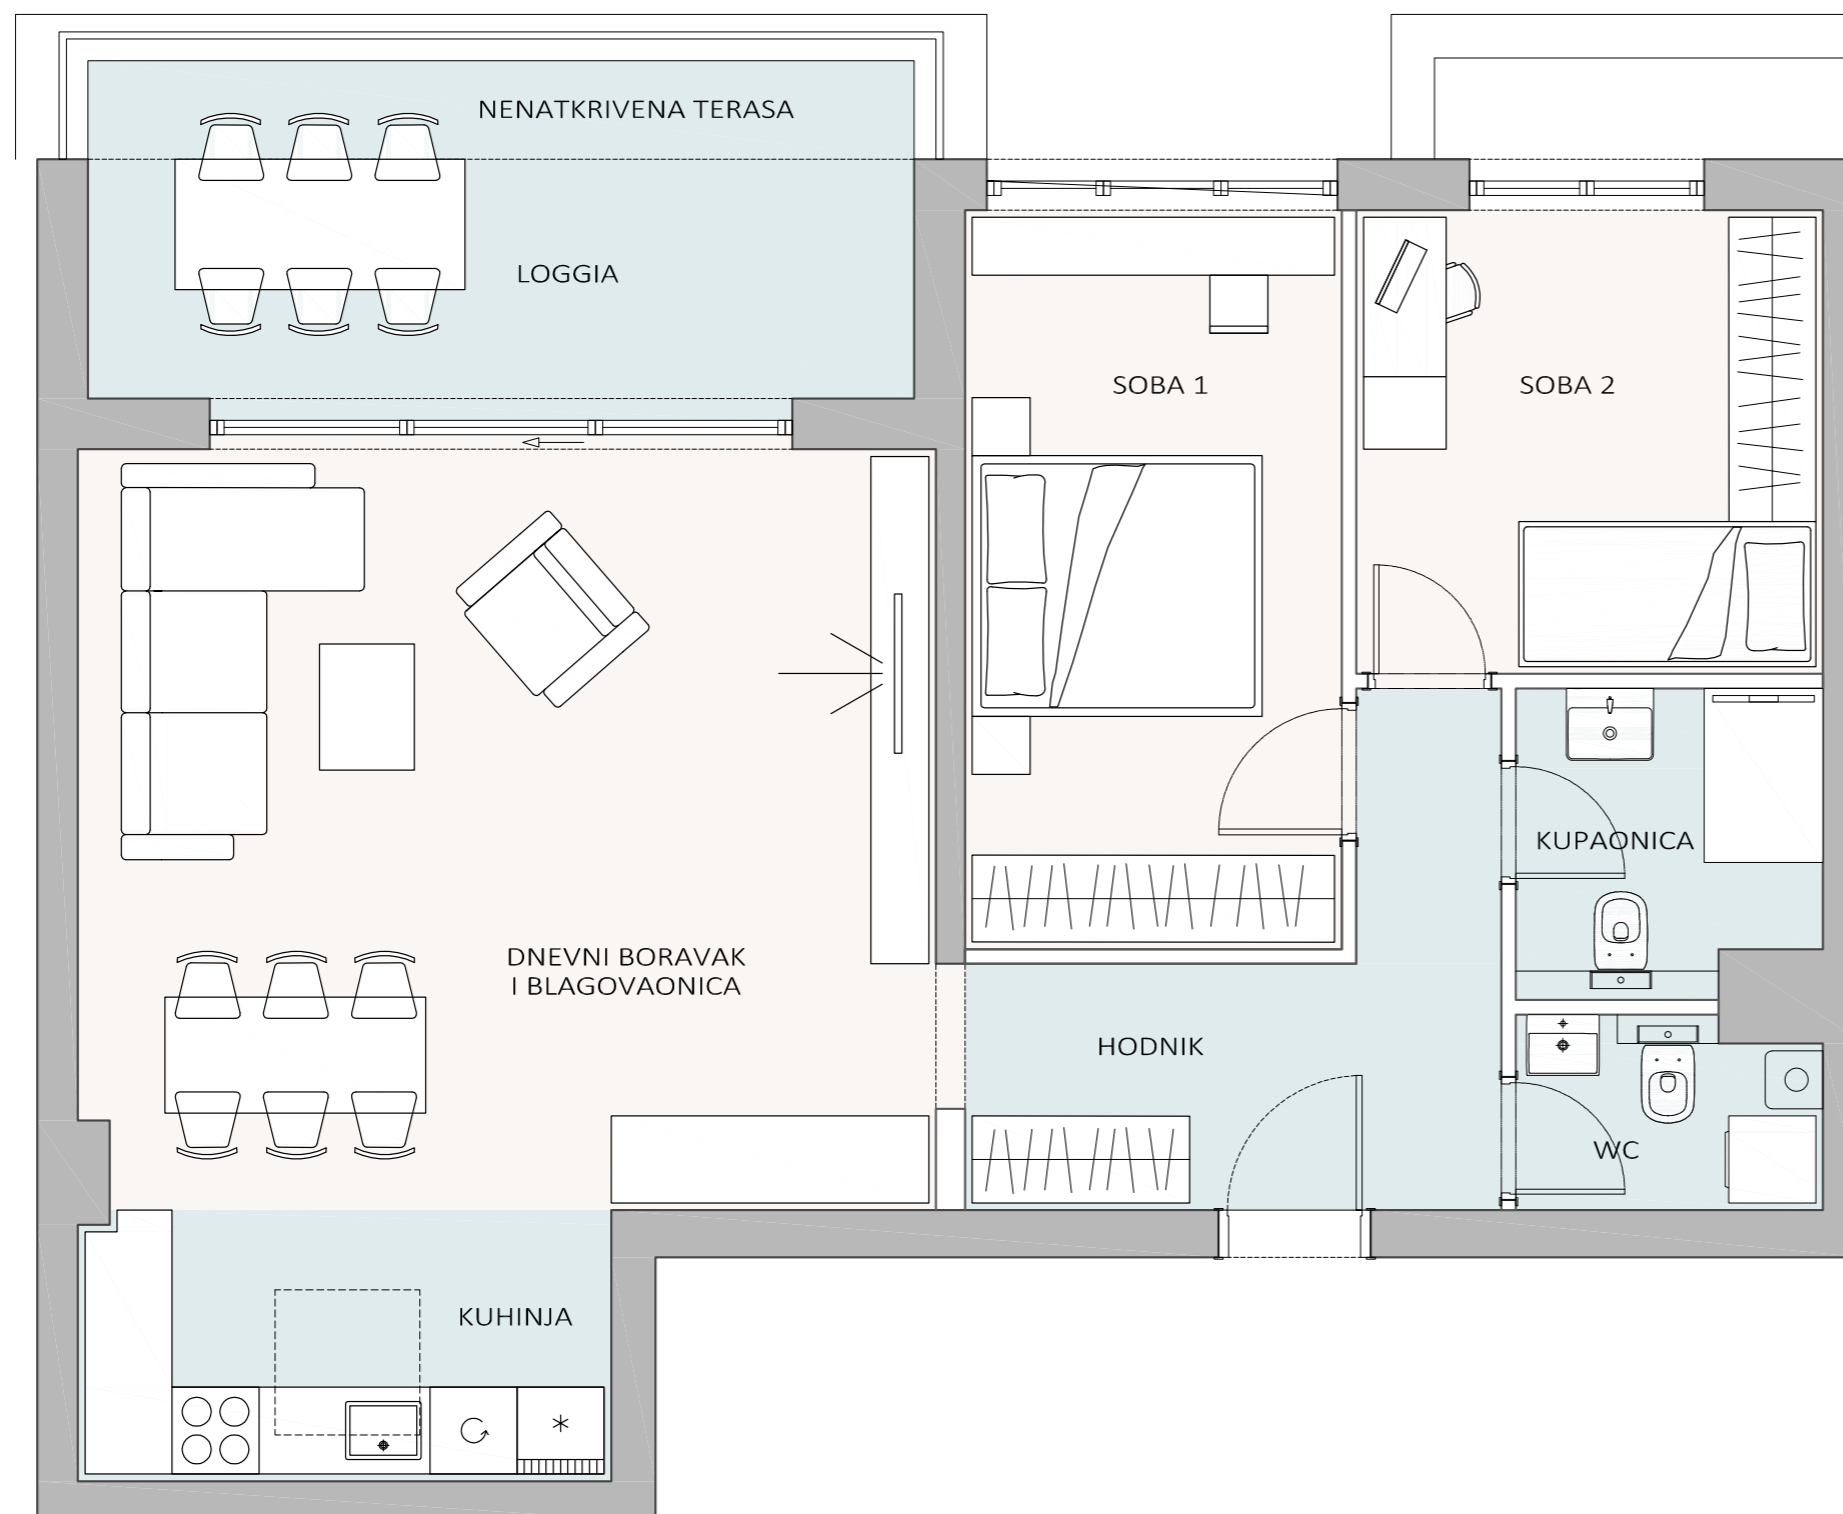 NENATKRIVENA TERASA
LOGGIA
SOBA 1
SOBA 2
KUPAONICA
DNEVNI BORAVAK
I BLAGOVAONICA
HODNIK
WC
KUHINJA